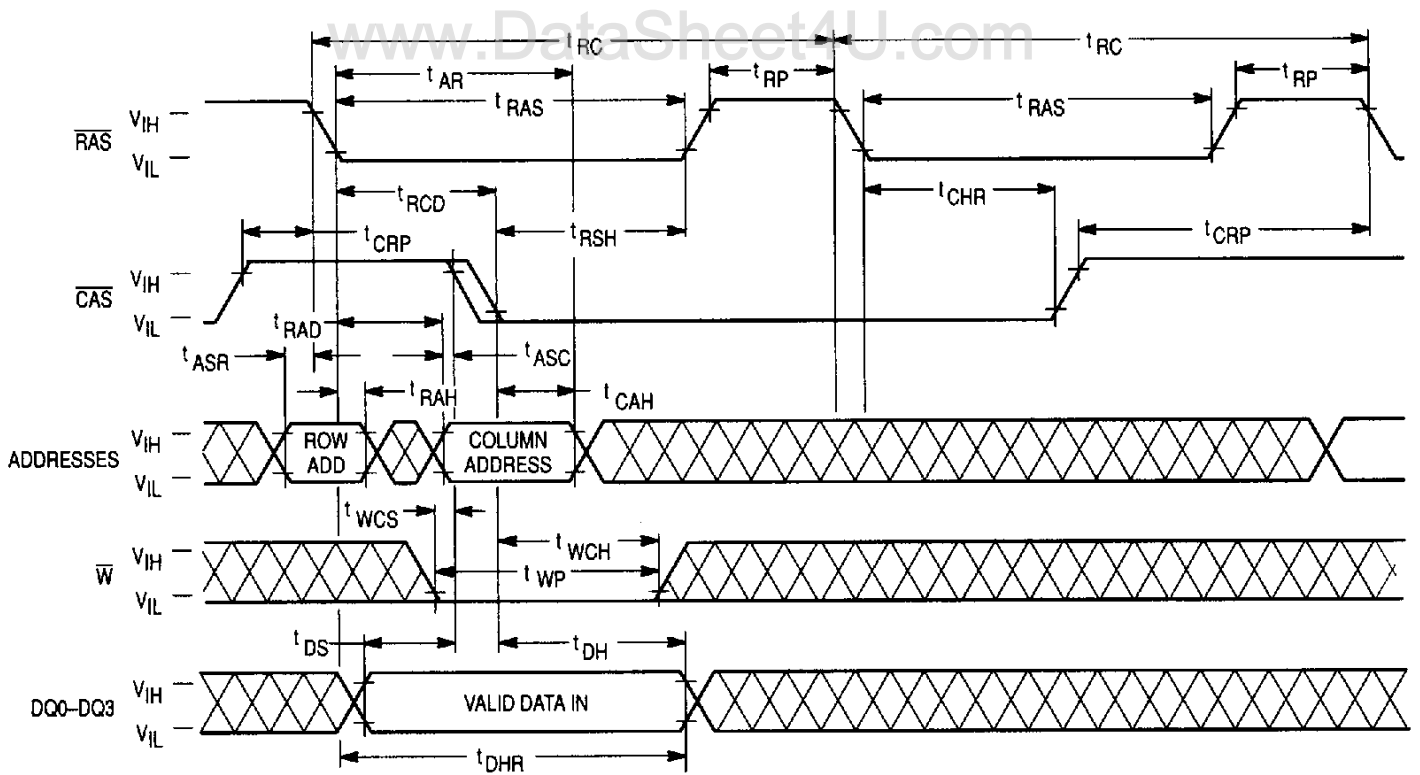 www.DataSheet4U.com
tRC
tRC
tAR
tRP
tRP
tRAS
tRAS
RAS
VIH
VIL
tRCD
tCHR
tCRP
tRSH
tCRP
CAS
VIH
VIL
tRAD
tASR
tASC
tRAH
tCAH
ADDRESSES
VIH
VIL
ROW
ADD
COLUMN
ADDRESS
tWCS
tWCH
tWP
W
VIH
VIL
tDS
tDH
DQ0–DQ3
VIH
VIL
VALID DATA IN
tDHR